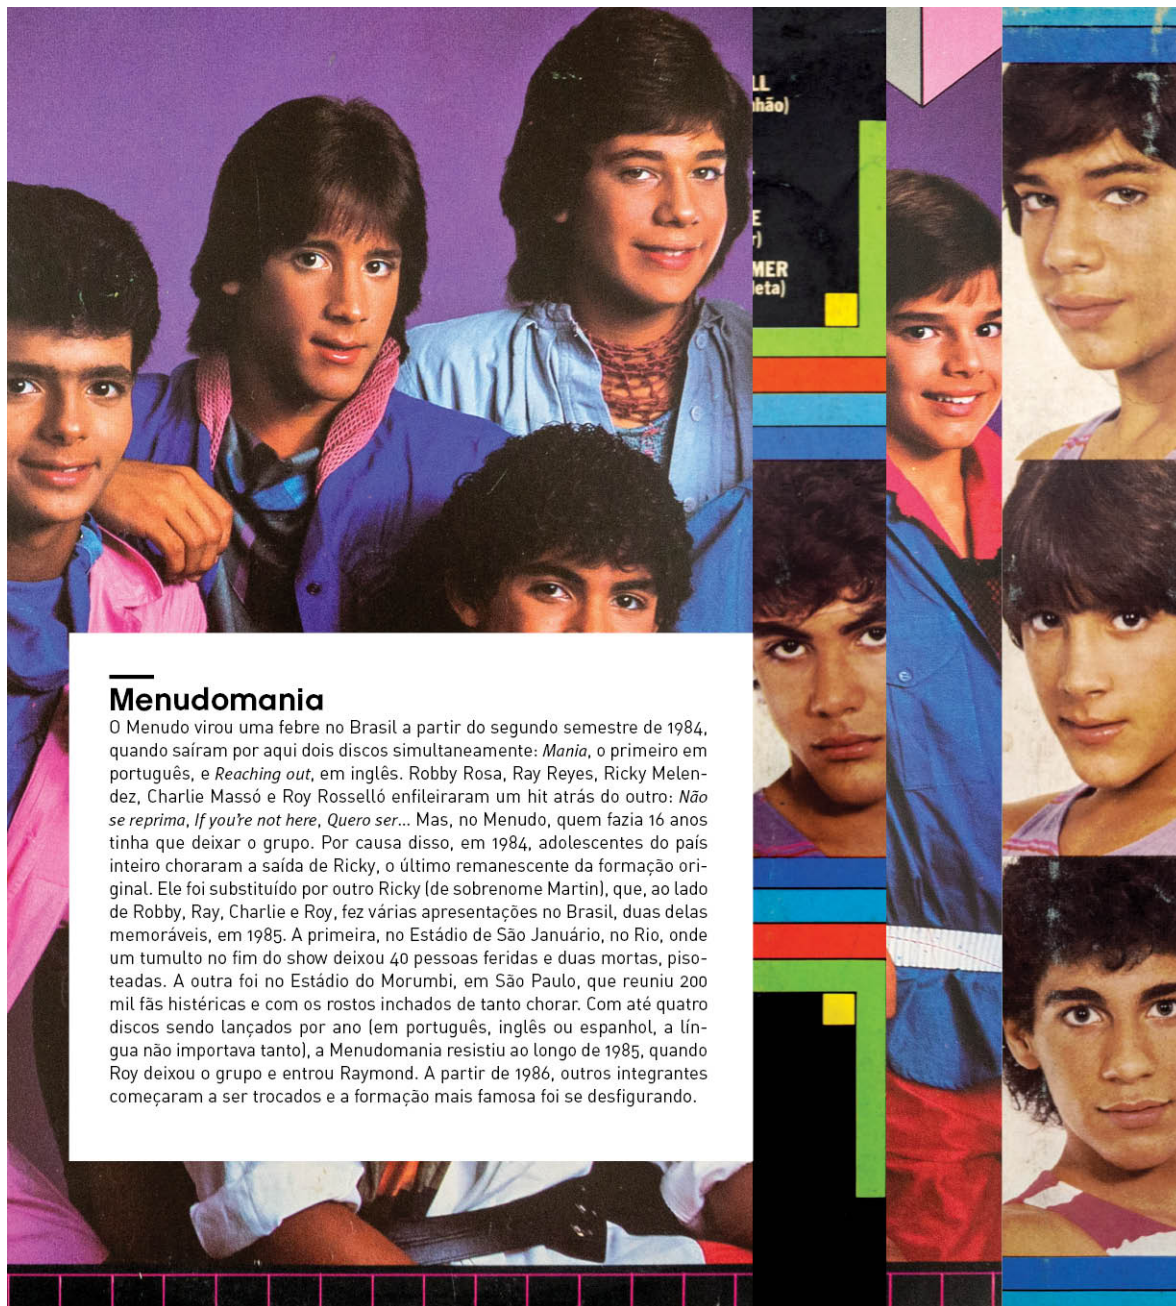 LL
hão)
E
r)
MER
leta)
Menudomania
O Menudo virou uma febre no Brasil a partir do segundo semestre de 1984,
quando saíram por aqui dois discos simultaneamente: Mania, o primeiro em
português, e Reaching out, em inglês. Robby Rosa, Ray Reyes, Ricky Melen-
dez, Charlie Massó e Roy Rosselló enfileiraram um hit atrás do outro: Não
se reprima, If you're not here, Quero ser... Mas, no Menudo, quem fazia 16 anos
tinha que deixar o grupo. Por causa disso, em 1984, adolescentes do país
inteiro choraram a saída de Ricky, o último remanescente da formação ori-
ginal. Ele foi substituído por outro Ricky (de sobrenome Martin), que, ao lado
de Robby, Ray, Charlie e Roy, fez várias apresentações no Brasil, duas delas
memoráveis, em 1985. A primeira, no Estádio de São Januário, no Rio, onde
um tumulto no fim do show deixou 40 pessoas feridas e duas mortas, piso-
teadas. A outra foi no Estádio do Morumbi, em São Paulo, que reuniu 200
mil fãs histéricas e com os rostos inchados de tanto chorar. Com até quatro
discos sendo lançados por ano (em português, inglês ou espanhol, a lín-
gua não importava tanto), a Menudomania resistiu ao longo de 1985, quando
Roy deixou o grupo e entrou Raymond. A partir de 1986, outros integrantes
começaram a ser trocados e a formação mais famosa foi se desfigurando.